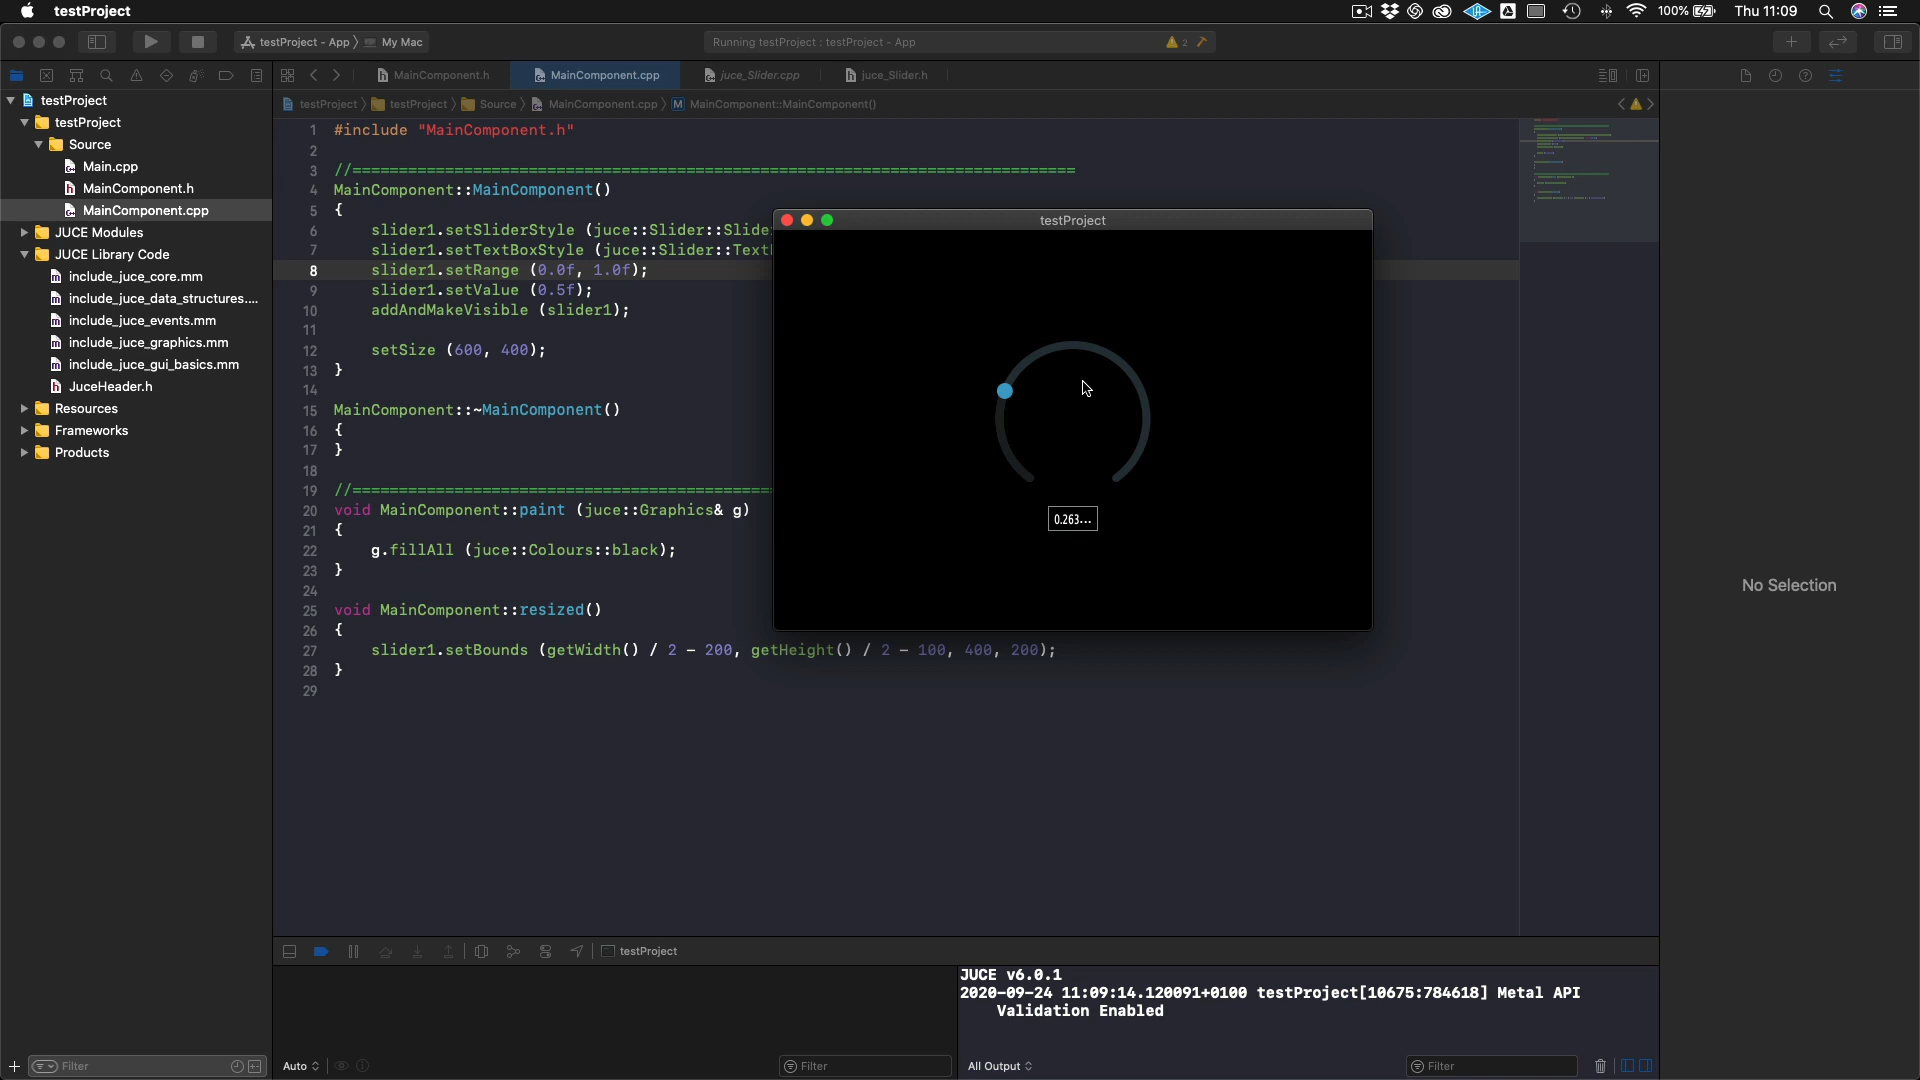 testProject
100%
Thu 11:09
testProject - App
My Mac
Running testProject : testProject - App
2
MainComponent.h
MainComponent.cpp
juce_Slider.cpp
juce_Slider.h
testProject
testProject
Source
MainComponent.cpp
M MainComponent::MainComponent()
testProject
testProject
Source
Main.cpp
MainComponent.h
MainComponent.cpp
JUCE Modules
JUCE Library Code
include_juce_core.mm
include_juce_data_structures....
include_juce_events.mm
include_juce_graphics.mm
include_juce_gui_basics.mm
JuceHeader.h
Resources
Frameworks
Products
1 #include "MainComponent.h"
2
3 //==============================================================================
4 MainComponent::MainComponent()
5 {
6 slider1.setSliderStyle (juce::Slider::Slide
7 slider1.setTextBoxStyle (juce::Slider::Text
8 slider1.setRange (0.0f, 1.0f);
9 slider1.setValue (0.5f);
10 addAndMakeVisible (slider1);
11
12 setSize (600, 400);
13 }
14
15 MainComponent::~MainComponent()
16 {
17 }
18
19 //=============================================
20 void MainComponent::paint (juce::Graphics& g)
21 {
22 g.fillAll (juce::Colours::black);
23 }
24
25 void MainComponent::resized()
26 {
27 slider1.setBounds (getWidth() / 2 - 200, getHeight() / 2 - 100, 400, 200);
28 }
29
testProject
0.263...
No Selection
testProject
JUCE v6.0.1
2020-09-24 11:09:14.120091+0100 testProject[10675:784618] Metal API
Validation Enabled
Filter
Auto
Filter
All Output
Filter